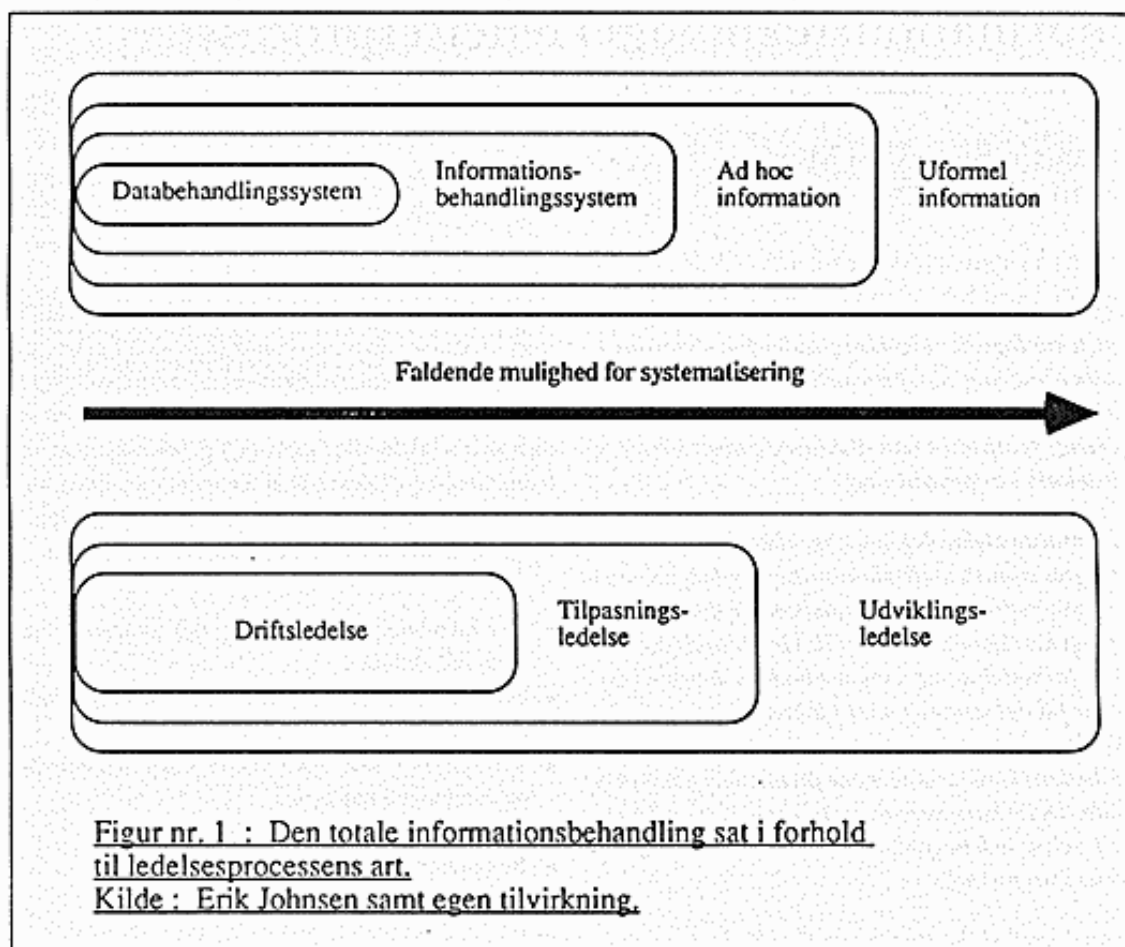 Databehandlingssystem
Informations-
behandlingssystem
Ad hoc
information
Uformel
information
Faldende mulighed for systematisering
Driftsledelse
Tilpasnings-
ledelse
Udviklings-
ledelse
Figur nr. 1 : Den totale informationsbehandling sat i forhold
til ledelsesprocessens art.
Kilde : Erik Johnsen samt egen tilvirkning.